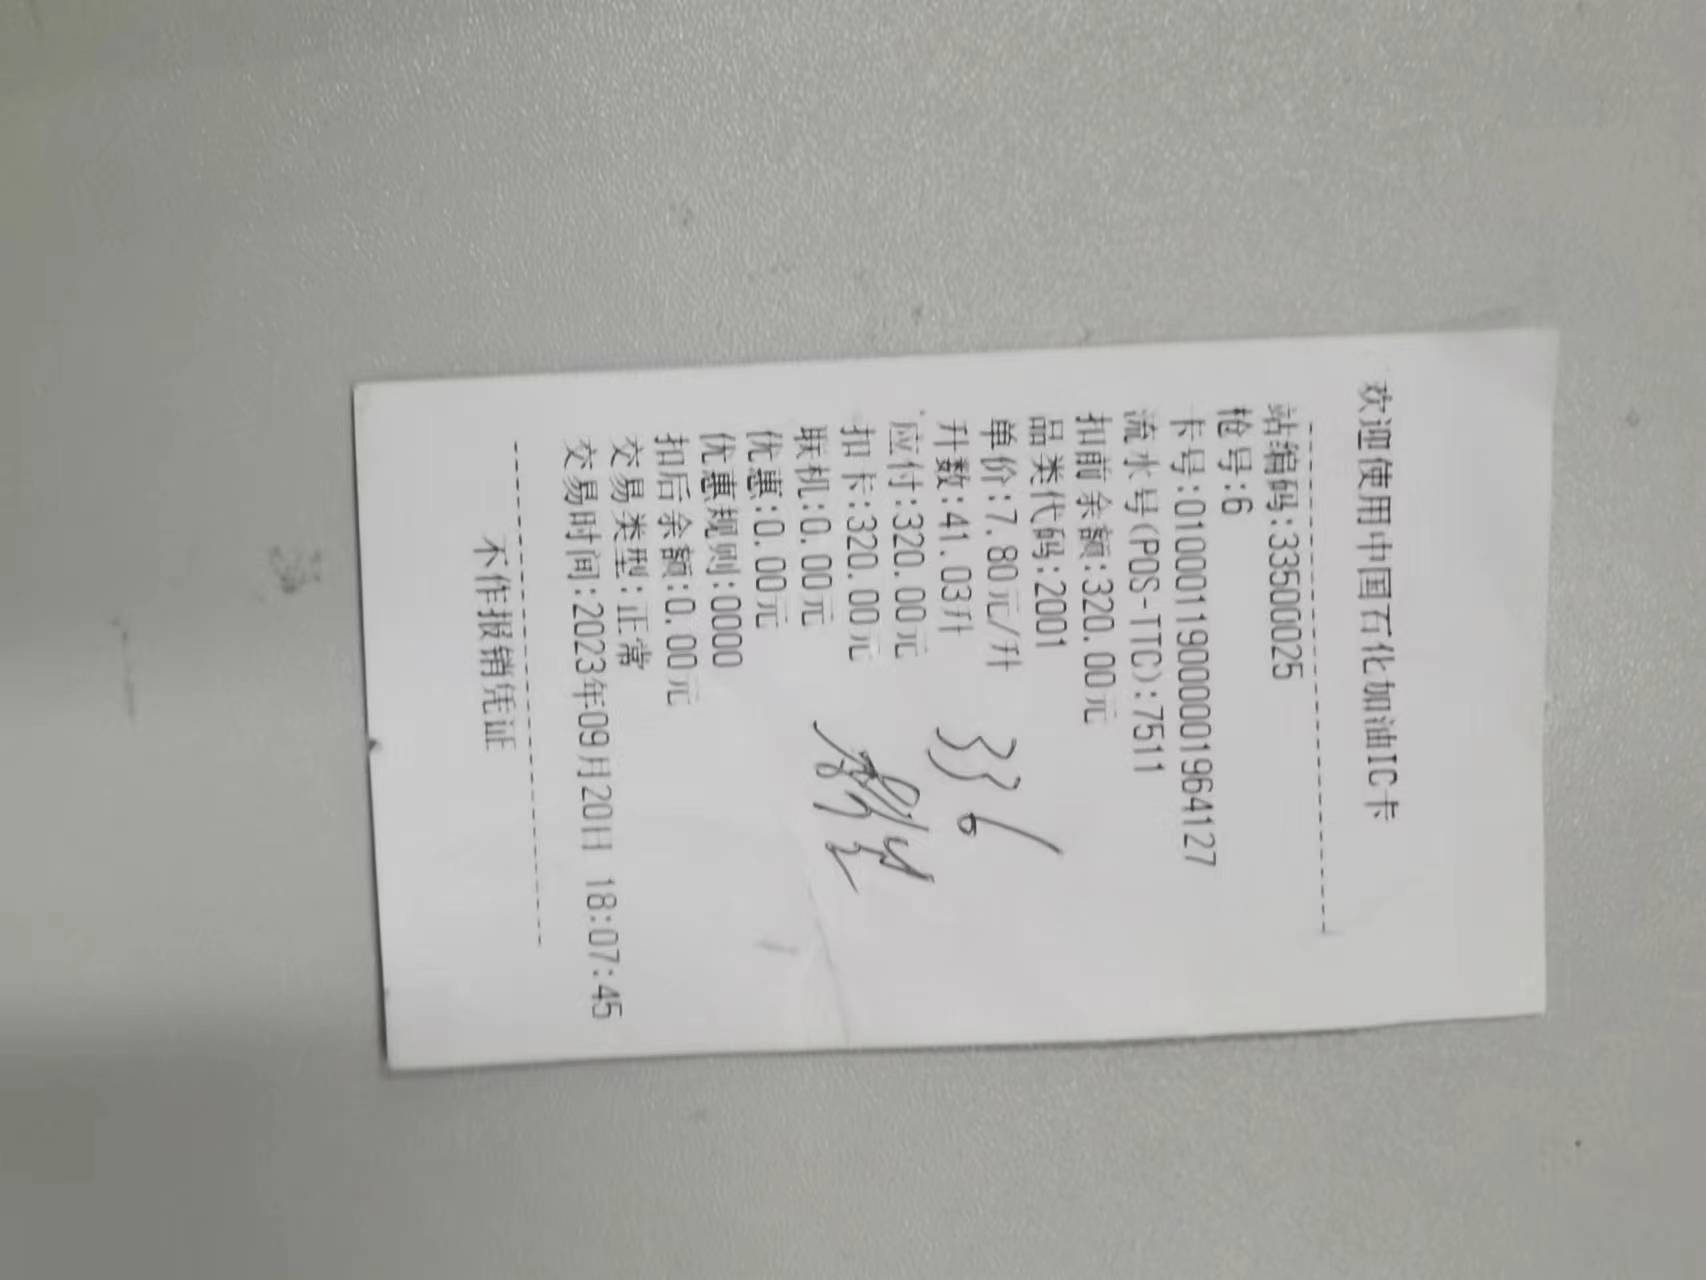 欢迎使用中国石化加油IC卡
站编码:33500025
枪号:6
卡号:01000119000001964127
流水号(POS-TTC):7511
扣前余额:320.00元
品类代码:2001
单价:7.80元/升
升数:41.03升
336
应付:320.00元
扣卡:320.00元
联机:0.00元
优惠:0.00元
优惠规则:0000
扣后余额:0.00元
交易类型:正常
交易时间:2023年09月20日 18:07:45
不作报销凭证